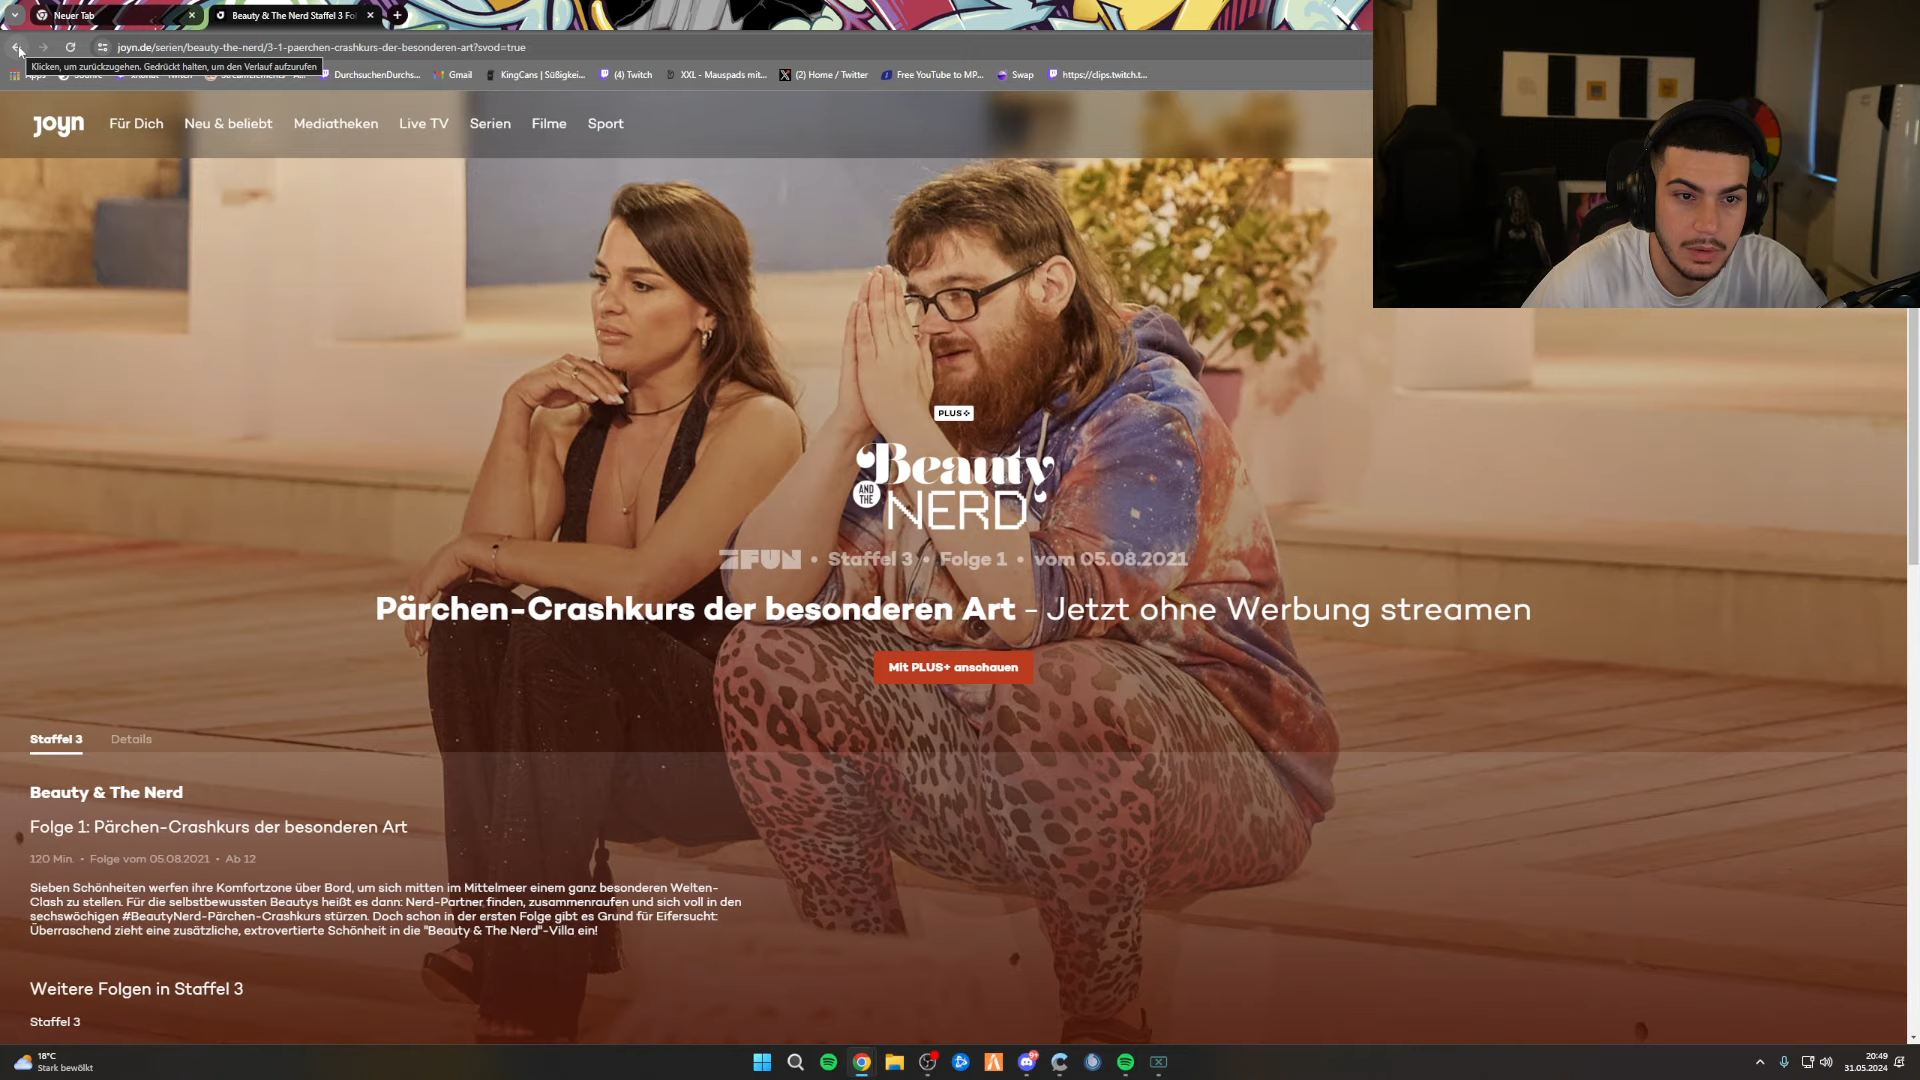 Neuer Tab
Beauty & The Nerd Staffel 3 Fol
joyn.de/serien/beauty-the-nerd/3-1-paerchen-crashkurs-der-besonderen-art?svod=true
Klicken, um zurückzugehen. Gedrückt halten, um den Verlauf aufzurufen
Apps
DurchsuchenDurchs...
Gmail
KingCans | Süßigkei...
(4) Twitch
XXL - Mauspads mit...
(2) Home / Twitter
Free YouTube to MP...
Swap
https://clips.twitch.t...
joyn
Für Dich
Neu & beliebt
Mediatheken
Live TV
Serien
Filme
Sport
PLUS+
Beauty
AND THE
NERD
7FUN • Staffel 3 • Folge 1 • vom 05.08.2021
Pärchen-Crashkurs der besonderen Art - Jetzt ohne Werbung streamen
Mit PLUS+ anschauen
Staffel 3
Details
Beauty & The Nerd
Folge 1: Pärchen-Crashkurs der besonderen Art
120 Min. • Folge vom 05.08.2021 • Ab 12
Sieben Schönheiten werfen ihre Komfortzone über Bord, um sich mitten im Mittelmeer einem ganz besonderen Welten-
Clash zu stellen. Für die selbstbewussten Beautys heißt es dann: Nerd-Partner finden, zusammenraufen und sich voll in den
sechswöchigen #BeautyNerd-Pärchen-Crashkurs stürzen. Doch schon in der ersten Folge gibt es Grund für Eifersucht:
Überraschend zieht eine zusätzliche, extrovertierte Schönheit in die "Beauty & The Nerd"-Villa ein!
Weitere Folgen in Staffel 3
Staffel 3
18°C
Stark bewölkt
20:49
31.05.2024